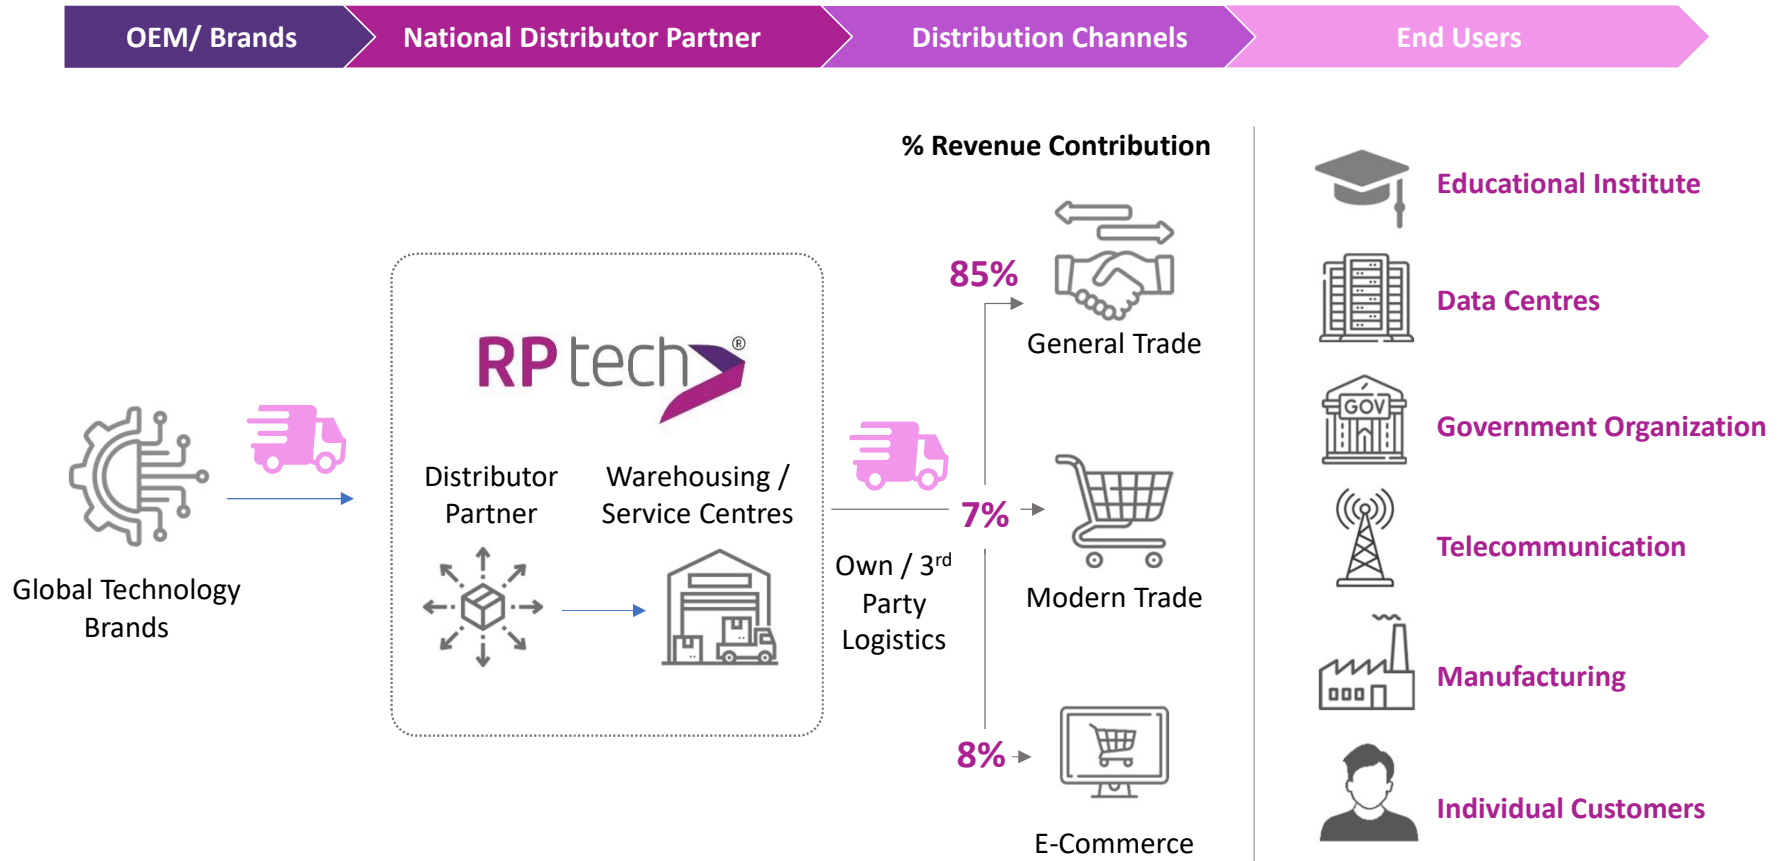 OEM/ Brands
National Distributor Partner
Distribution Channels
End Users
% Revenue Contribution
Global Technology
Brands
RP tech®
Distributor
Partner
Warehousing /
Service Centres
Own / 3rd
Party
Logistics
85%
General Trade
7%
Modern Trade
8%
E-Commerce
Educational Institute
Data Centres
GOV
Government Organization
Telecommunication
Manufacturing
Individual Customers